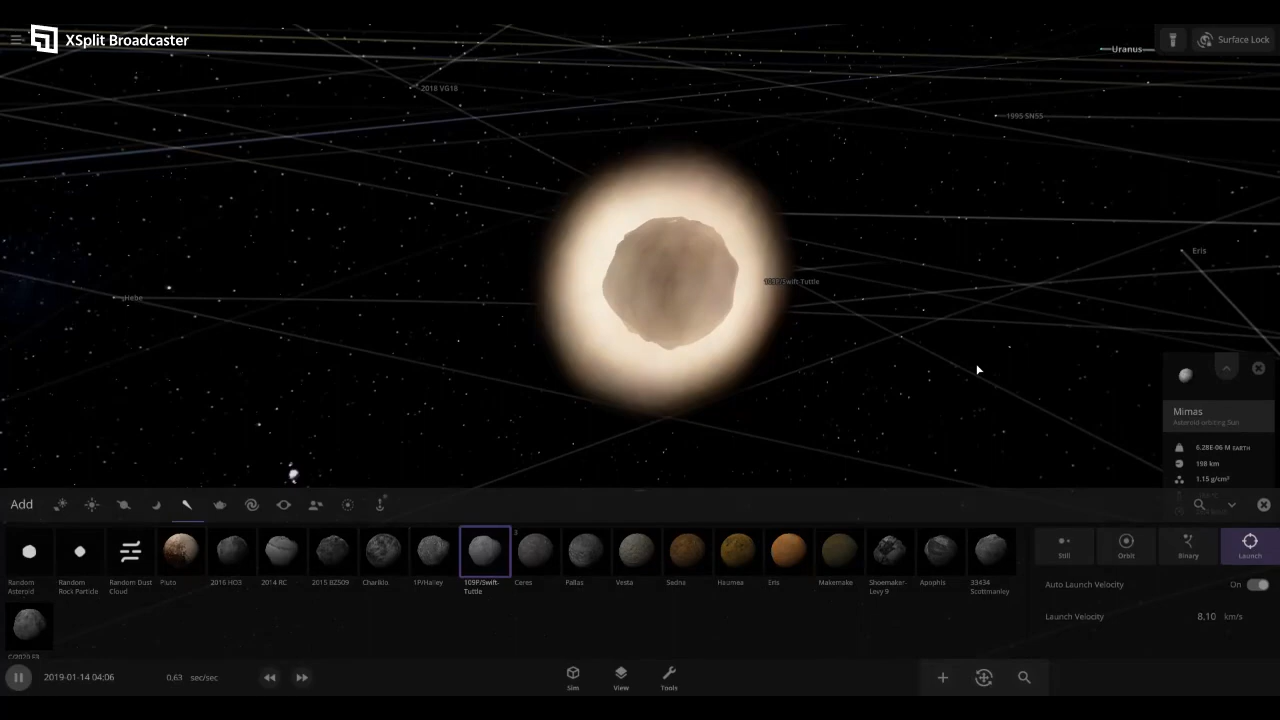 XSplit Broadcaster
Uranus
Surface Lock
2018 VG18
1995 SN55
Eris
109P/Swift-Tuttle
Hebe
Mimas
Asteroid orbiting Sun
6.28E-06 M EARTH
198 km
1.15 g/cm³
Add
Random Asteroid
Random Rock Particle
Random Dust Cloud
Pluto
2016 HO3
2014 RC
2015 BZ509
Chariklo
1P/Halley
109P/Swift-Tuttle
Ceres
Pallas
Vesta
Sedna
Haumea
Eris
Makemake
Shoemaker-Levy 9
Apophis
33434 Scottmanley
Still
Orbit
Binary
Launch
Auto Launch Velocity On
Launch Velocity 8.10 km/s
2019-01-14 04:06 0.63 sec/sec
Sim
View
Tools